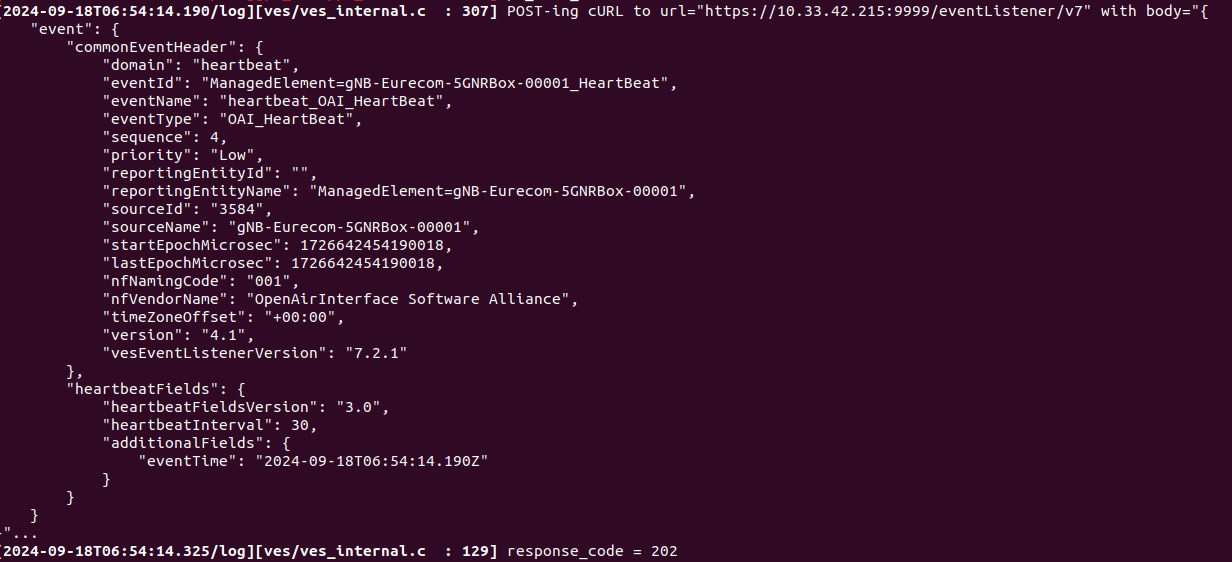 [2024-09-18T06:54:14.190/log][ves/ves_internal.c  : 307] POST-ing cURL to url="https://10.33.42.215:9999/eventListener/v7" with body="{
    "event": {
        "commonEventHeader": {
            "domain": "heartbeat",
            "eventId": "ManagedElement=gNB-Eurecom-5GNRBox-00001_HeartBeat",
            "eventName": "heartbeat_OAI_HeartBeat",
            "eventType": "OAI_HeartBeat",
            "sequence": 4,
            "priority": "Low",
            "reportingEntityId": "",
            "reportingEntityName": "ManagedElement=gNB-Eurecom-5GNRBox-00001",
            "sourceId": "3584",
            "sourceName": "gNB-Eurecom-5GNRBox-00001",
            "startEpochMicrosec": 1726642454190018,
            "lastEpochMicrosec": 1726642454190018,
            "nfNamingCode": "001",
            "nfVendorName": "OpenAirInterface Software Alliance",
            "timeZoneOffset": "+00:00",
            "version": "4.1",
            "vesEventListenerVersion": "7.2.1"
        },
        "heartbeatFields": {
            "heartbeatFieldsVersion": "3.0",
            "heartbeatInterval": 30,
            "additionalFields": {
                "eventTime": "2024-09-18T06:54:14.190Z"
            }
        }
    }
}"...
[2024-09-18T06:54:14.325/log][ves/ves_internal.c  : 129] response_code = 202